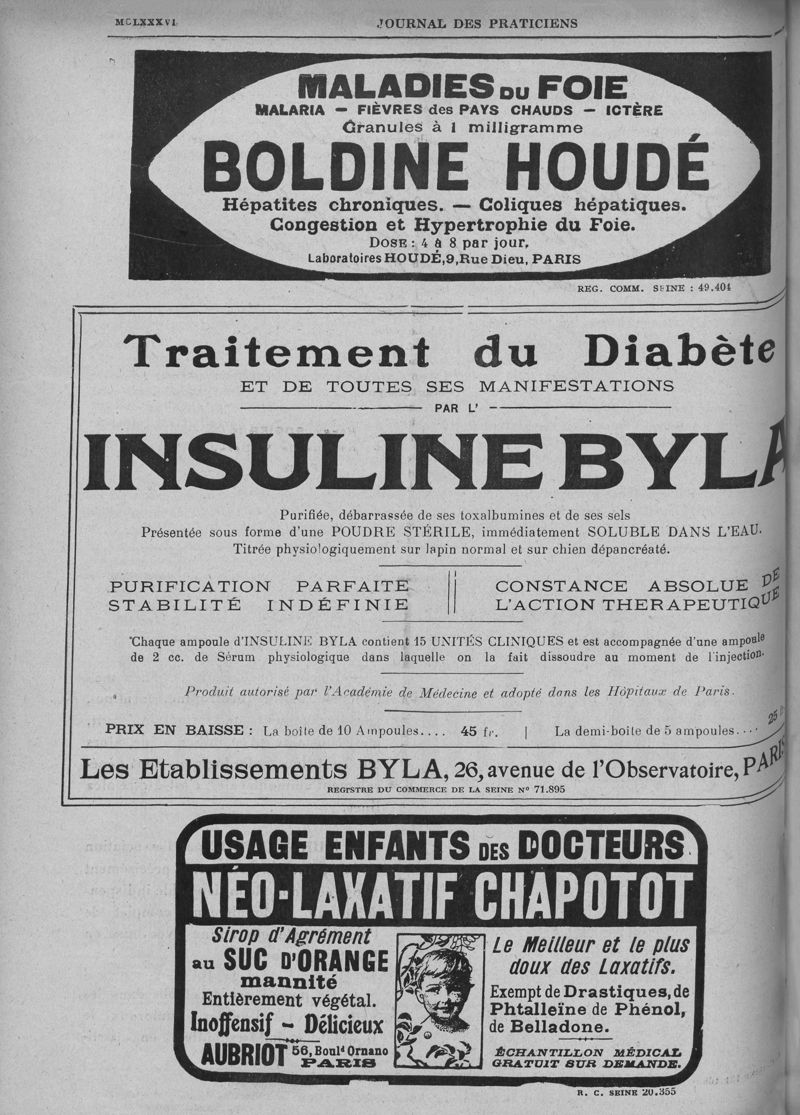 MCLXXXVI
JOURNAL DES PRATICIENS
MALADIES DU FOIE
MALARIA — FIÈVRES des PAYS CHAUDS — ICTÈRE
Granules à 1 milligramme
BOLDINE HOUDÉ
Hépatites chroniques. — Coliques hépatiques.
Congestion et Hypertrophie du Foie.
DOSE : 4 à 8 par jour.
Laboratoires HOUDÉ, 9, Rue Dieu, PARIS
REG. COMM. SEINE : 49.404
Traitement du Diabète
ET DE TOUTES SES MANIFESTATIONS
PAR L'
INSULINE BYLA
Purifiée, débarrassée de ses toxalbumines et de ses sels
Présentée sous forme d'une POUDRE STÉRILE, immédiatement SOLUBLE DANS L'EAU.
Titrée physiologiquement sur lapin normal et sur chien dépancréaté.
PURIFICATION PARFAITE
STABILITÉ INDÉFINIE
CONSTANCE ABSOLUE DE
L'ACTION THERAPEUTIQUE
Chaque ampoule d'INSULINE BYLA contient 15 UNITÉS CLINIQUES et est accompagnée d'une ampoule
de 2 cc. de Sérum physiologique dans laquelle on la fait dissoudre au moment de l'injection.
Produit autorisé par l'Académie de Médecine et adopté dans les Hôpitaux de Paris.
PRIX EN BAISSE : La boîte de 10 Ampoules.... 45 fr. | La demi-boîte de 5 ampoules.... 25
Les Etablissements BYLA, 26, avenue de l'Observatoire, PARIS
REGISTRE DU COMMERCE DE LA SEINE N° 71.895
USAGE ENFANTS DES DOCTEURS
NÉO-LAXATIF CHAPOTOT
Sirop d'Agrément
au SUC D'ORANGE
mannité
Entièrement végétal.
Inoffensif - Délicieux
AUBRIOT 56, Boulᵈ Ornano
PARIS
Le Meilleur et le plus
doux des Laxatifs.
Exempt de Drastiques, de
Phtalleïne de Phénol,
de Belladone.
ÉCHANTILLON MÉDICAL
GRATUIT SUR DEMANDE.
R. C. SEINE 20.355